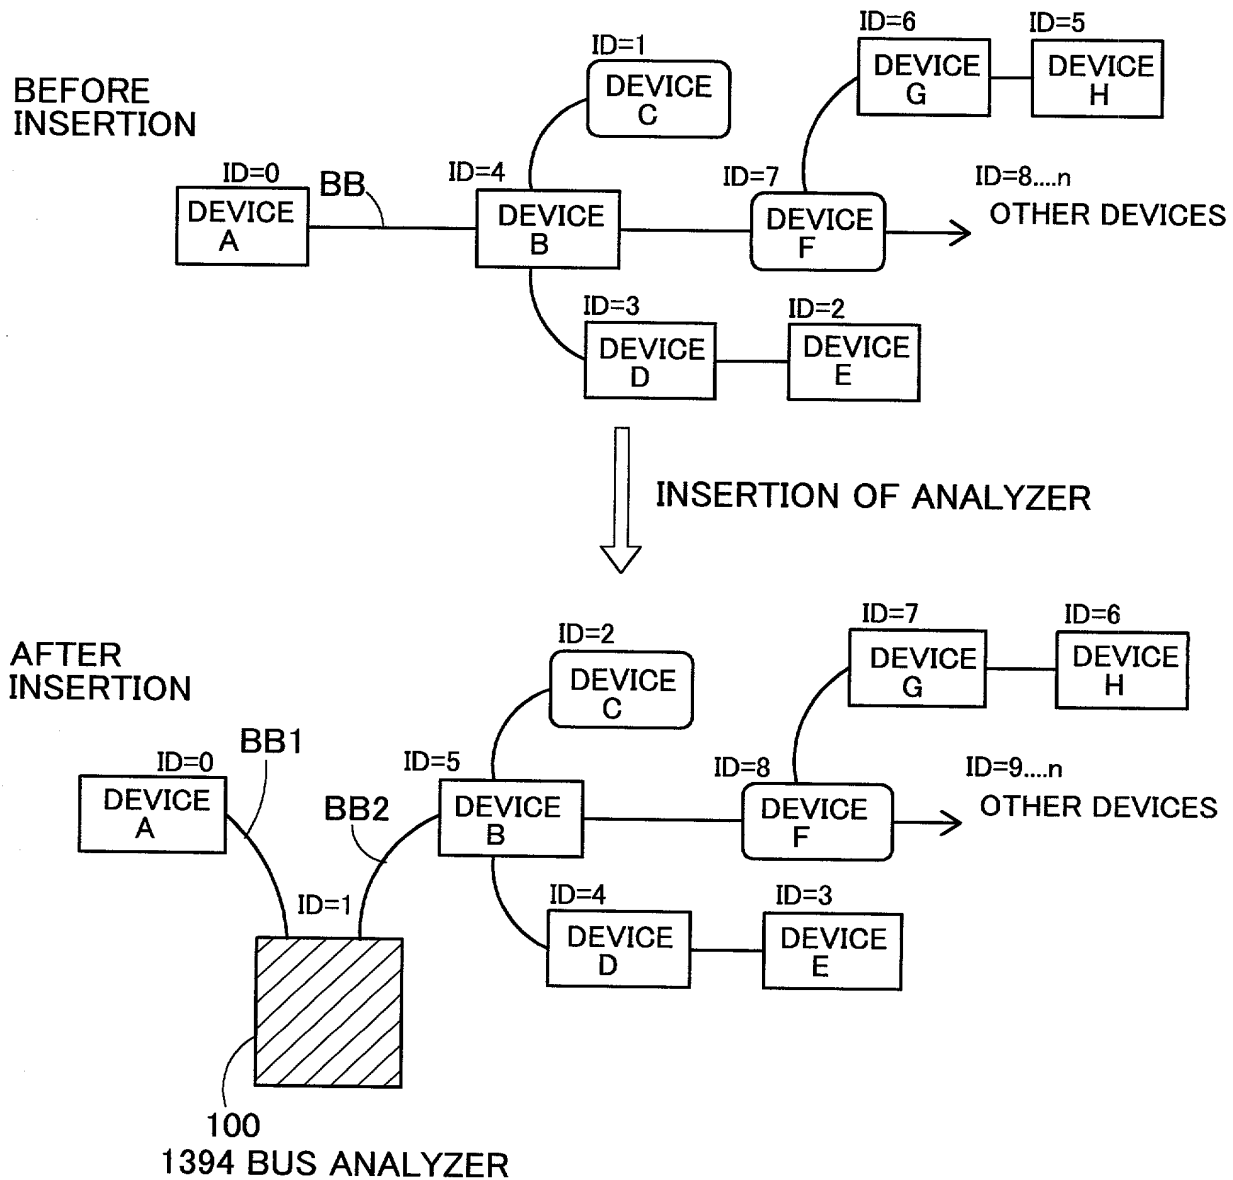 BEFORE
INSERTION
ID=0
DEVICE
A
BB
ID=4
DEVICE
B
ID=1
DEVICE
C
ID=7
DEVICE
F
ID=6
DEVICE
G
ID=5
DEVICE
H
ID=8....n
OTHER DEVICES
ID=3
DEVICE
D
ID=2
DEVICE
E
INSERTION OF ANALYZER
AFTER
INSERTION
ID=0
DEVICE
A
BB1
ID=1
BB2
ID=5
DEVICE
B
ID=2
DEVICE
C
ID=8
DEVICE
F
ID=7
DEVICE
G
ID=6
DEVICE
H
ID=9....n
OTHER DEVICES
ID=4
DEVICE
D
ID=3
DEVICE
E
100
1394 BUS ANALYZER